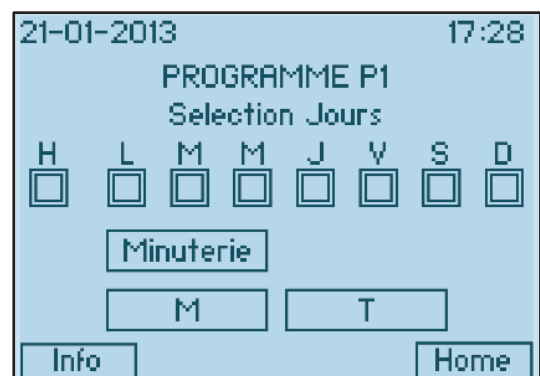 21-01-2013 17:28
PROGRAMME P1
Selection Jours
H L M M J V S D
Minuterie
M T
Info Home